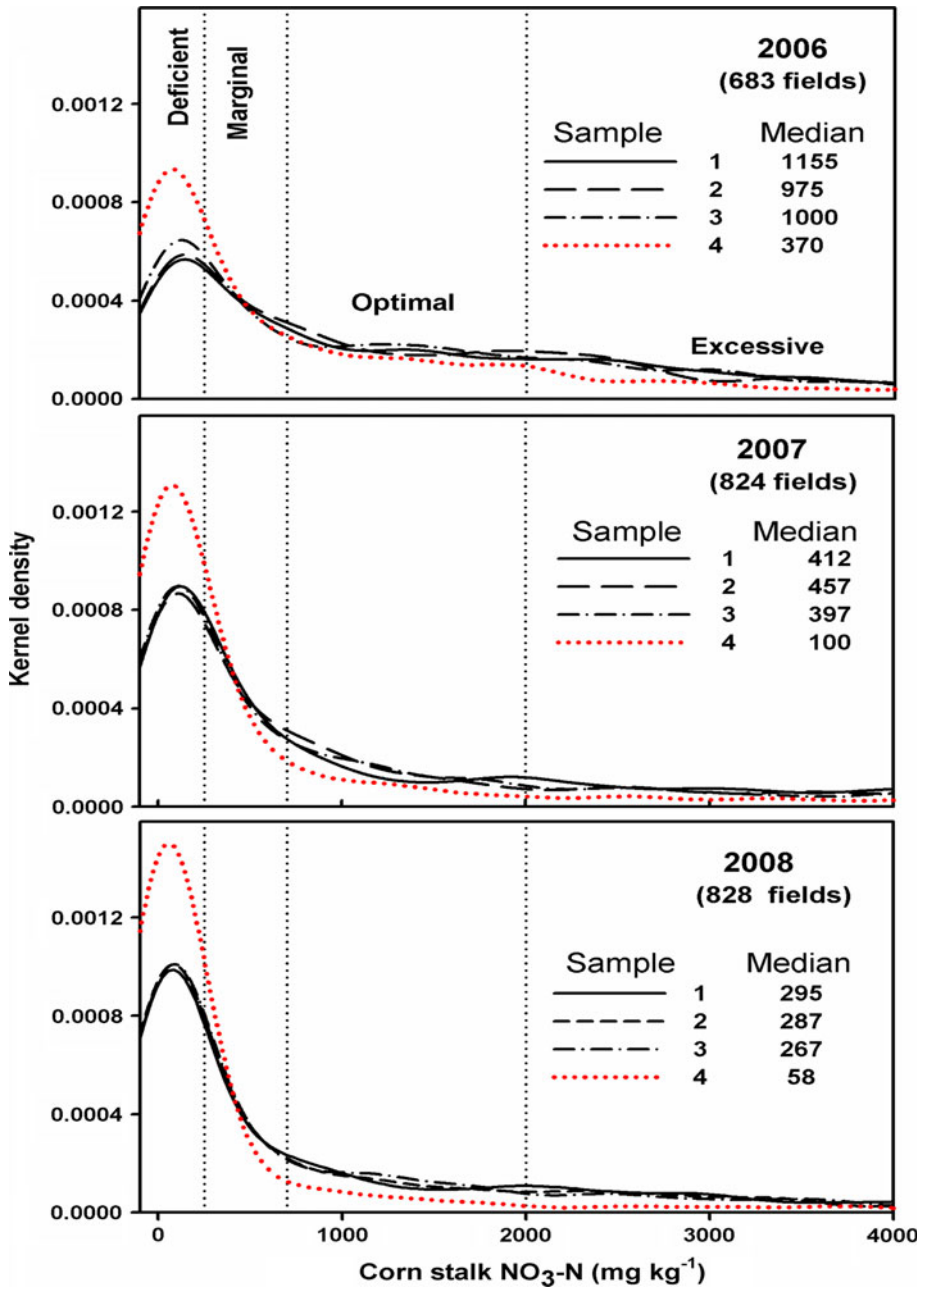 Kernel density
Deficient
Marginal
2006
(683 fields)
Sample Median
1 1155
2 975
3 1000
4 370
Optimal
Excessive
0.0012
0.0008
0.0004
0.0000
2007
(824 fields)
Sample Median
1 412
2 457
3 397
4 100
0.0012
0.0008
0.0004
0.0000
2008
(828 fields)
Sample Median
1 295
2 287
3 267
4 58
0.0012
0.0008
0.0004
0.0000
0 1000 2000 3000 4000
Corn stalk NO₃-N (mg kg⁻¹)